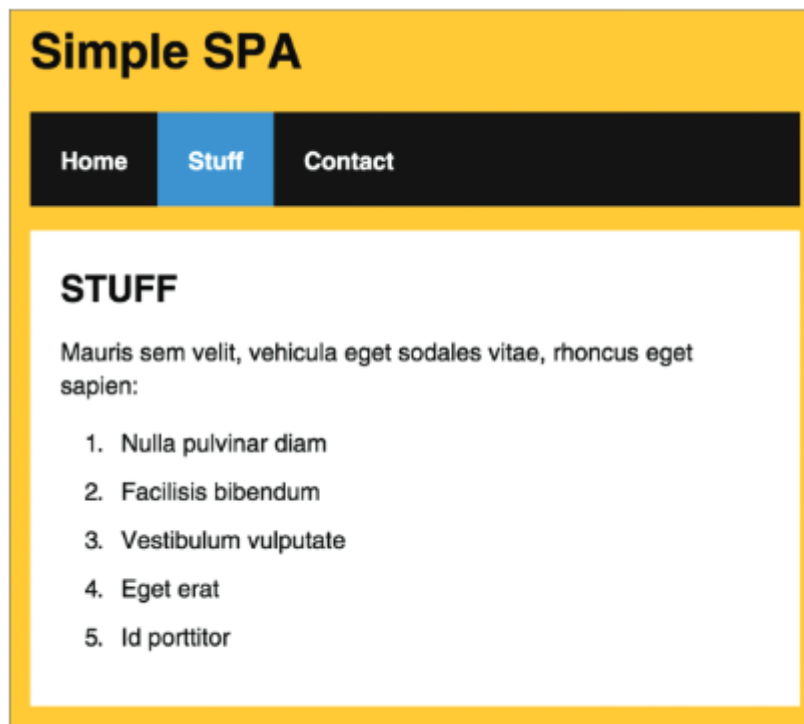 Simple SPA
Home Stuff Contact
STUFF
Mauris sem velit, vehicula eget sodales vitae, rhoncus eget
sapien:
1. Nulla pulvinar diam
2. Facilisis bibendum
3. Vestibulum vulputate
4. Eget erat
5. Id porttitor